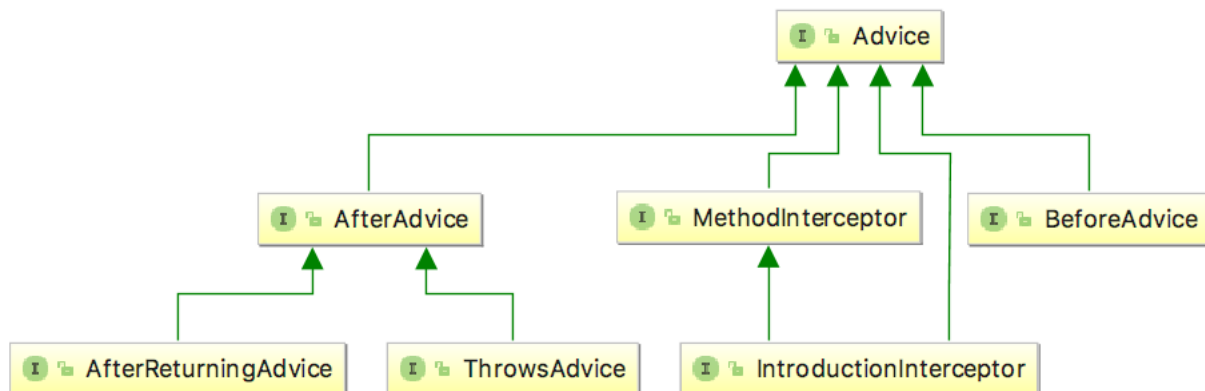 I Advice
I AfterAdvice
I MethodInterceptor
I BeforeAdvice
I AfterReturningAdvice
I ThrowsAdvice
I IntroductionInterceptor